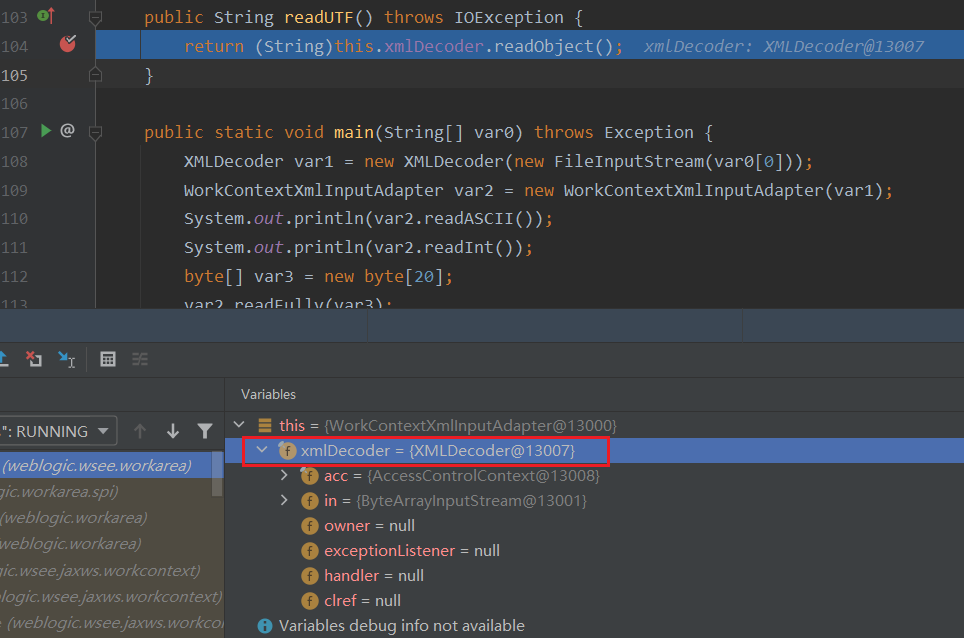 103 public String readUTF() throws IOException {
104 return (String)this.xmlDecoder.readObject(); xmlDecoder: XMLDecoder@13007
105 }
106
107 @ public static void main(String[] var0) throws Exception {
108 XMLDecoder var1 = new XMLDecoder(new FileInputStream(var0[0]));
109 WorkContextXmlInputAdapter var2 = new WorkContextXmlInputAdapter(var1);
110 System.out.println(var2.readASCII());
111 System.out.println(var2.readInt());
112 byte[] var3 = new byte[20];
113 var2.readFully(var3);
Variables
": RUNNING
(weblogic.wsee.workarea)
gic.workarea.spi)
(weblogic.workarea)
weblogic.workarea)
gic.wsee.jaxws.workcontext)
logic.wsee.jaxws.workcontext)
(weblogic.wsee.jaxws.workcor
this = {WorkContextXmlInputAdapter@13000}
f xmlDecoder = {XMLDecoder@13007}
f acc = {AccessControlContext@13008}
f in = {ByteArrayInputStream@13001}
f owner = null
f exceptionListener = null
f handler = null
f clref = null
Variables debug info not available